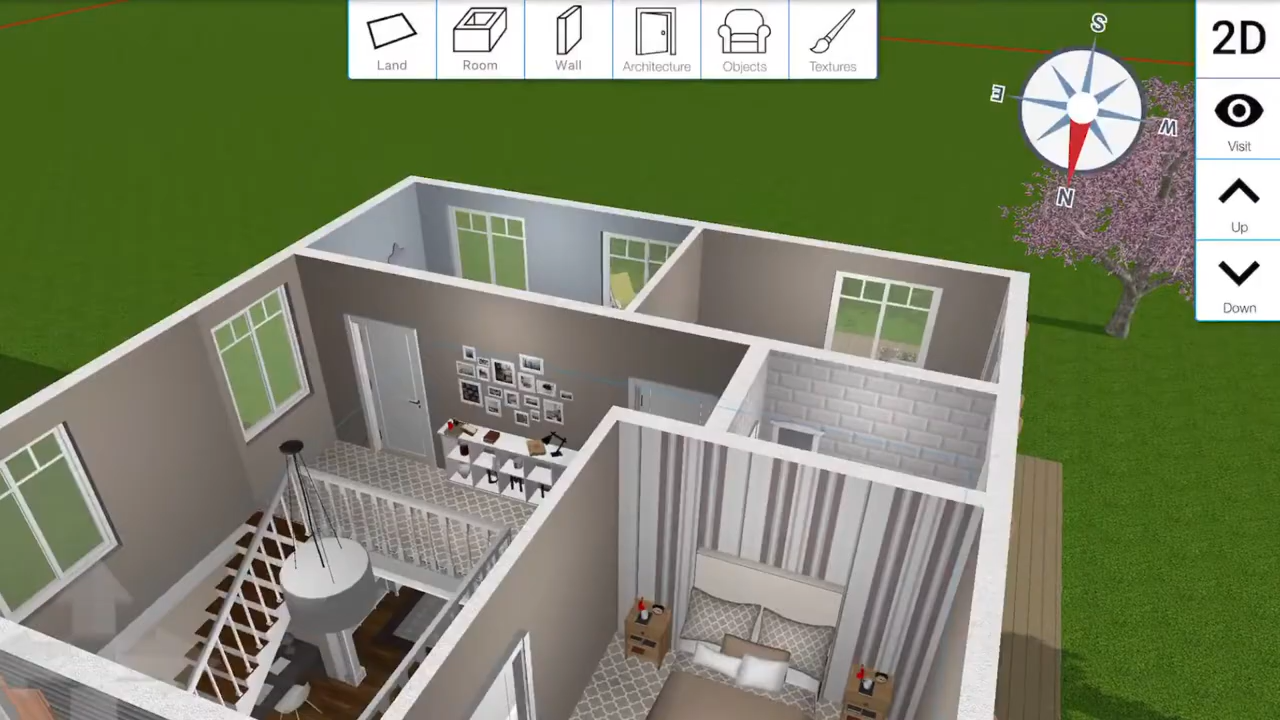 Land
Room
Wall
Architecture
Objects
Textures
S
E
W
N
2D
Visit
Up
Down